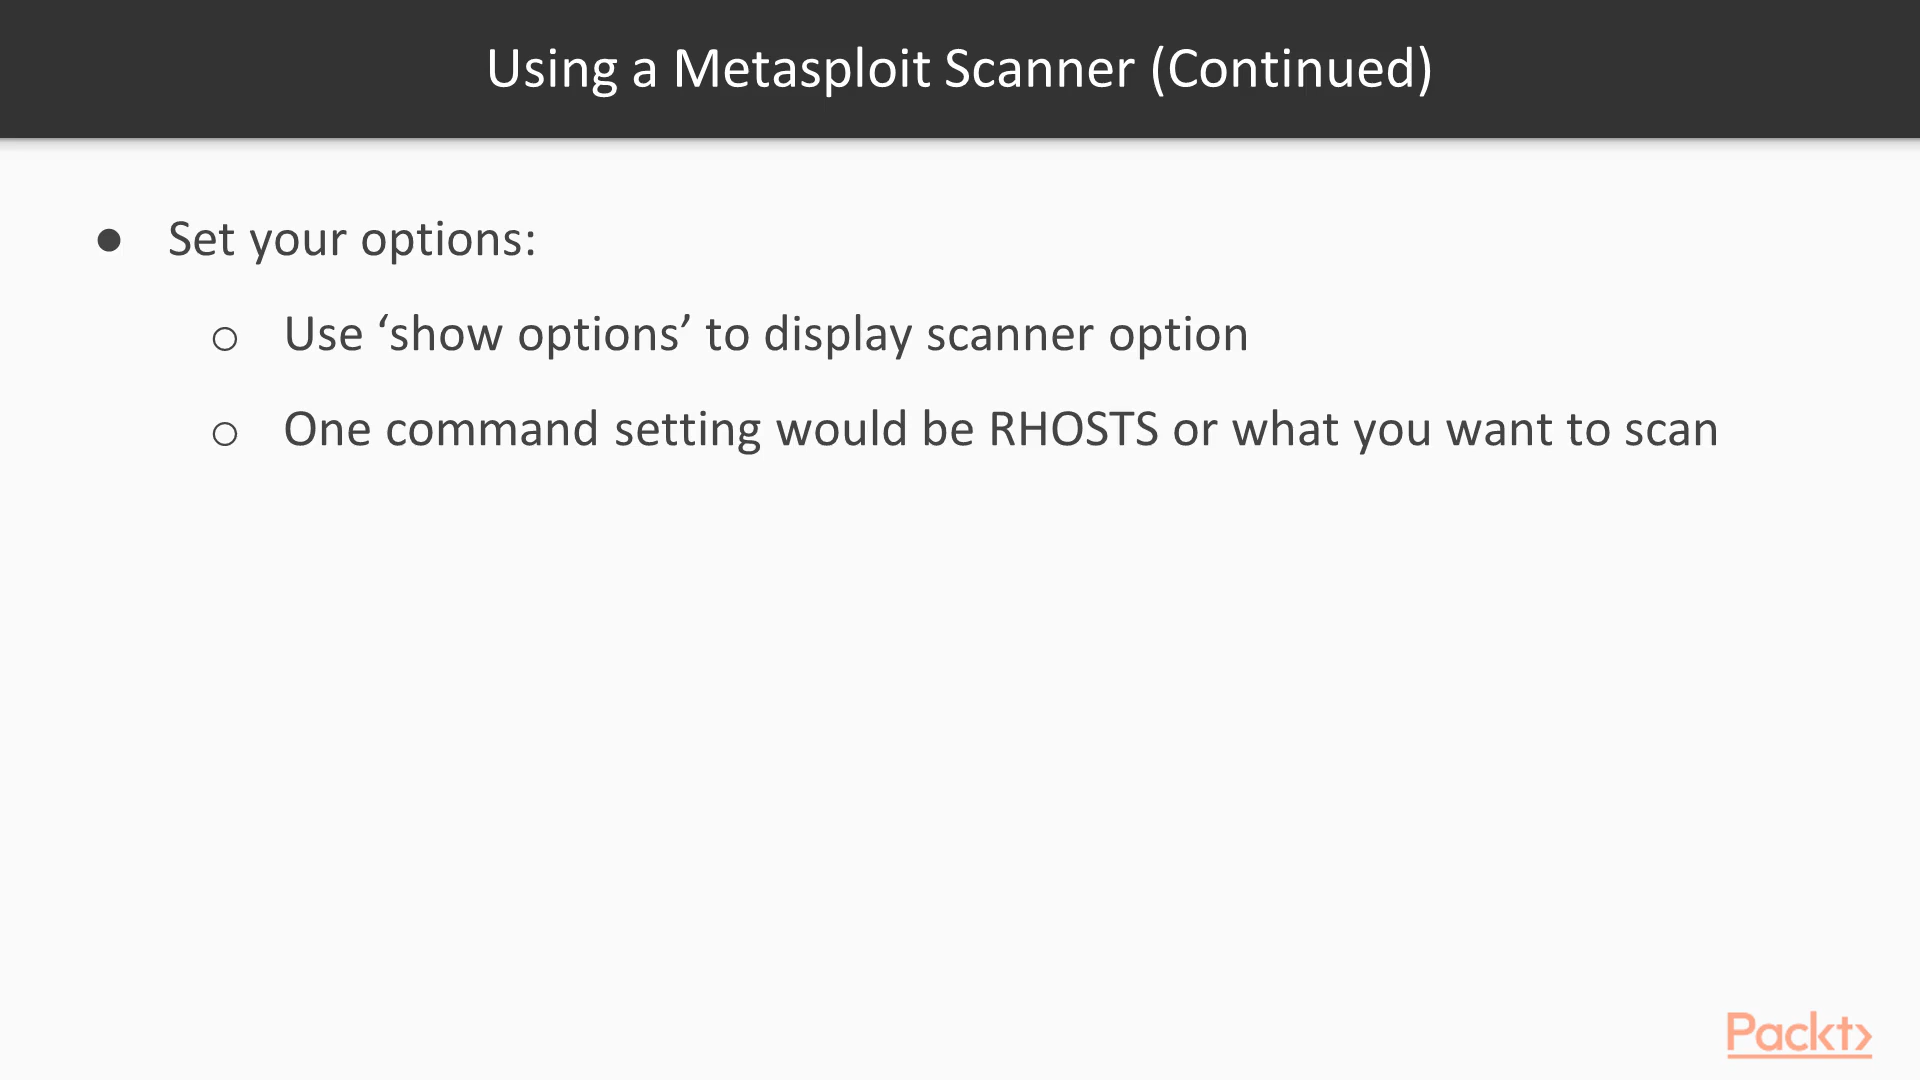 Using a Metasploit Scanner (Continued)
● Set your options:
○ Use ‘show options’ to display scanner option
○ One command setting would be RHOSTS or what you want to scan
Packt>